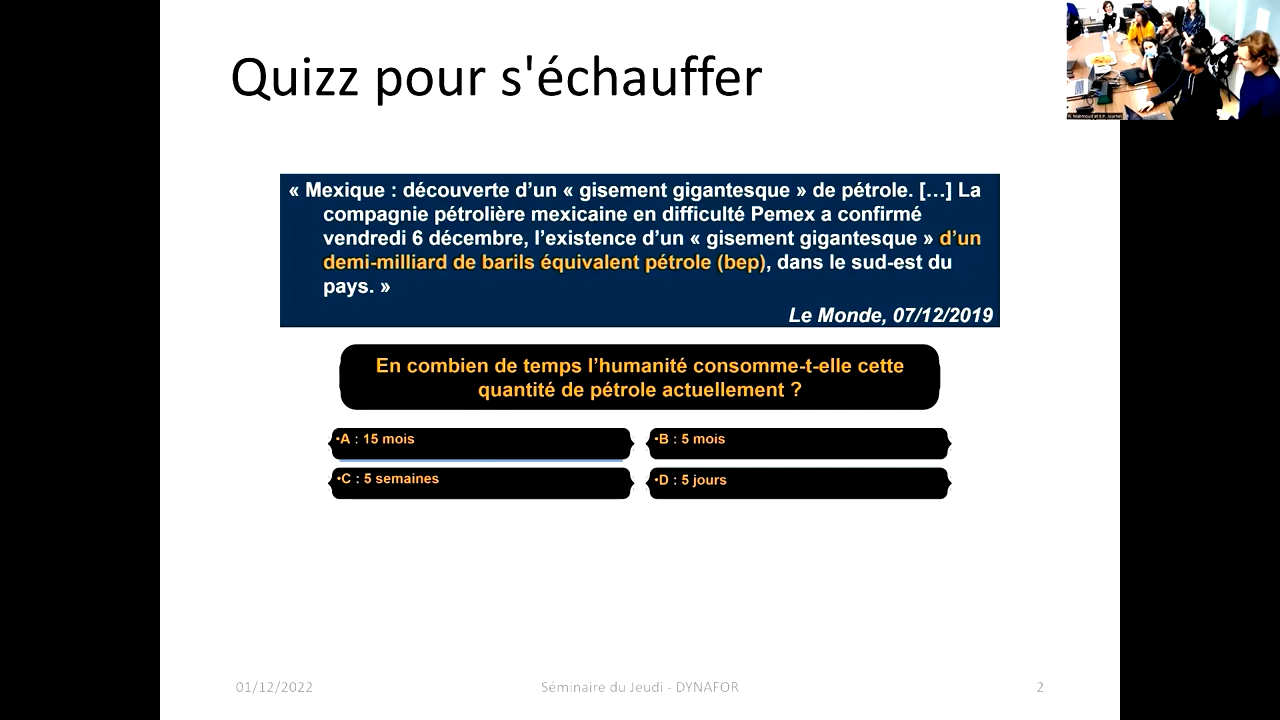 Quizz pour s'échauffer
« Mexique : découverte d’un « gisement gigantesque » de pétrole. […] La
compagnie pétrolière mexicaine en difficulté Pemex a confirmé
vendredi 6 décembre, l’existence d’un « gisement gigantesque » d’un
demi-milliard de barils équivalent pétrole (bep), dans le sud-est du
pays. »
Le Monde, 07/12/2019
En combien de temps l’humanité consomme-t-elle cette
quantité de pétrole actuellement ?
•A : 15 mois
•B : 5 mois
•C : 5 semaines
•D : 5 jours
01/12/2022
Séminaire du Jeudi - DYNAFOR
2